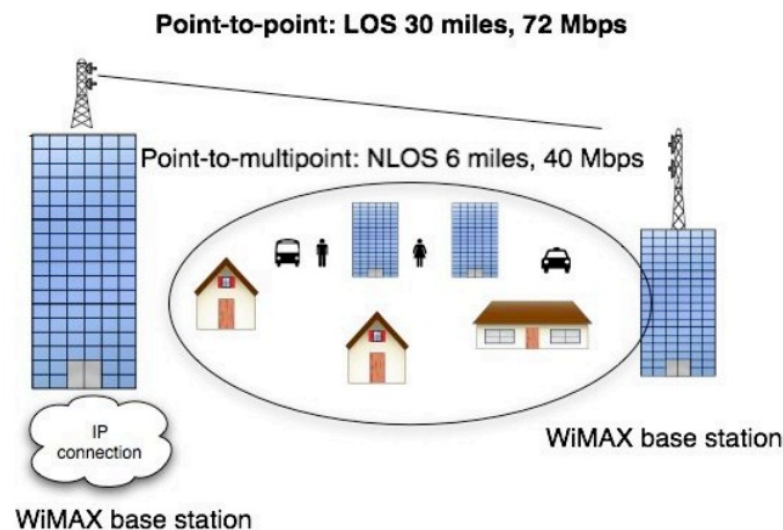 Point-to-point: LOS 30 miles, 72 Mbps
Point-to-multipoint: NLOS 6 miles, 40 Mbps
IP
connection
WiMAX base station
WiMAX base station